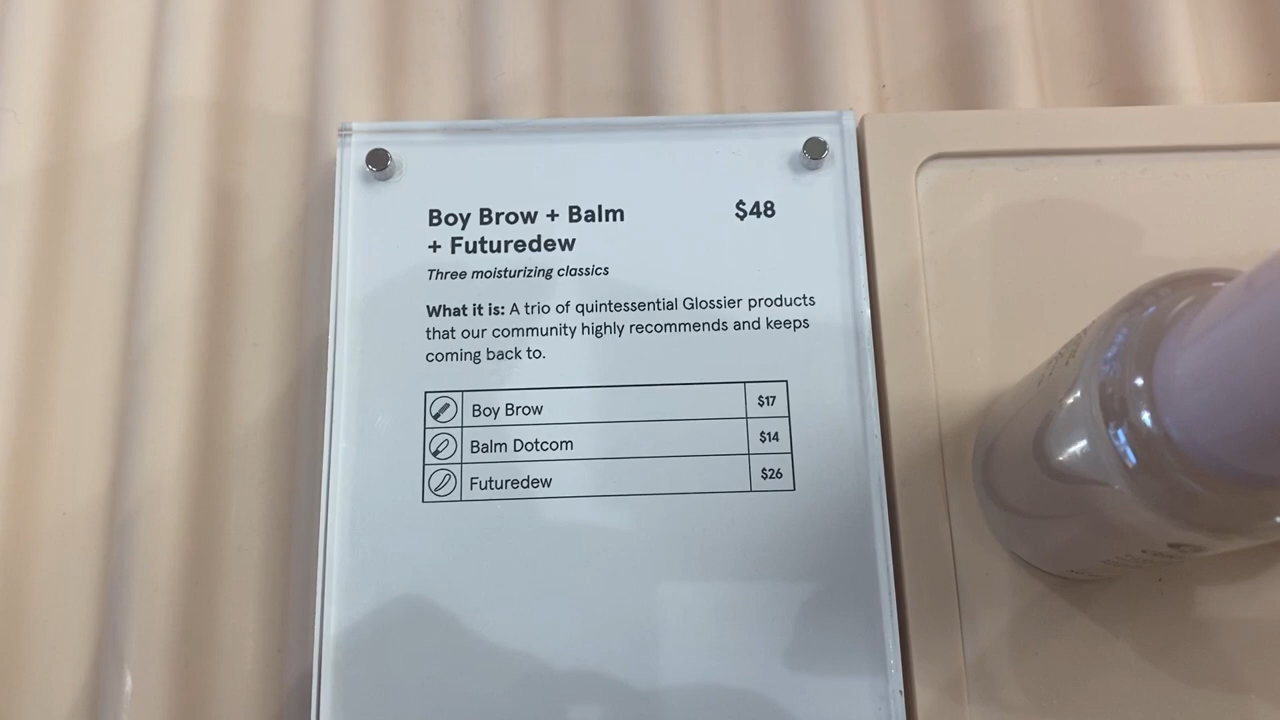 Boy Brow + Balm $48
+ Futuredew
Three moisturizing classics
What it is: A trio of quintessential Glossier products
that our community highly recommends and keeps
coming back to.
Boy Brow $17
Balm Dotcom $14
Futuredew $26